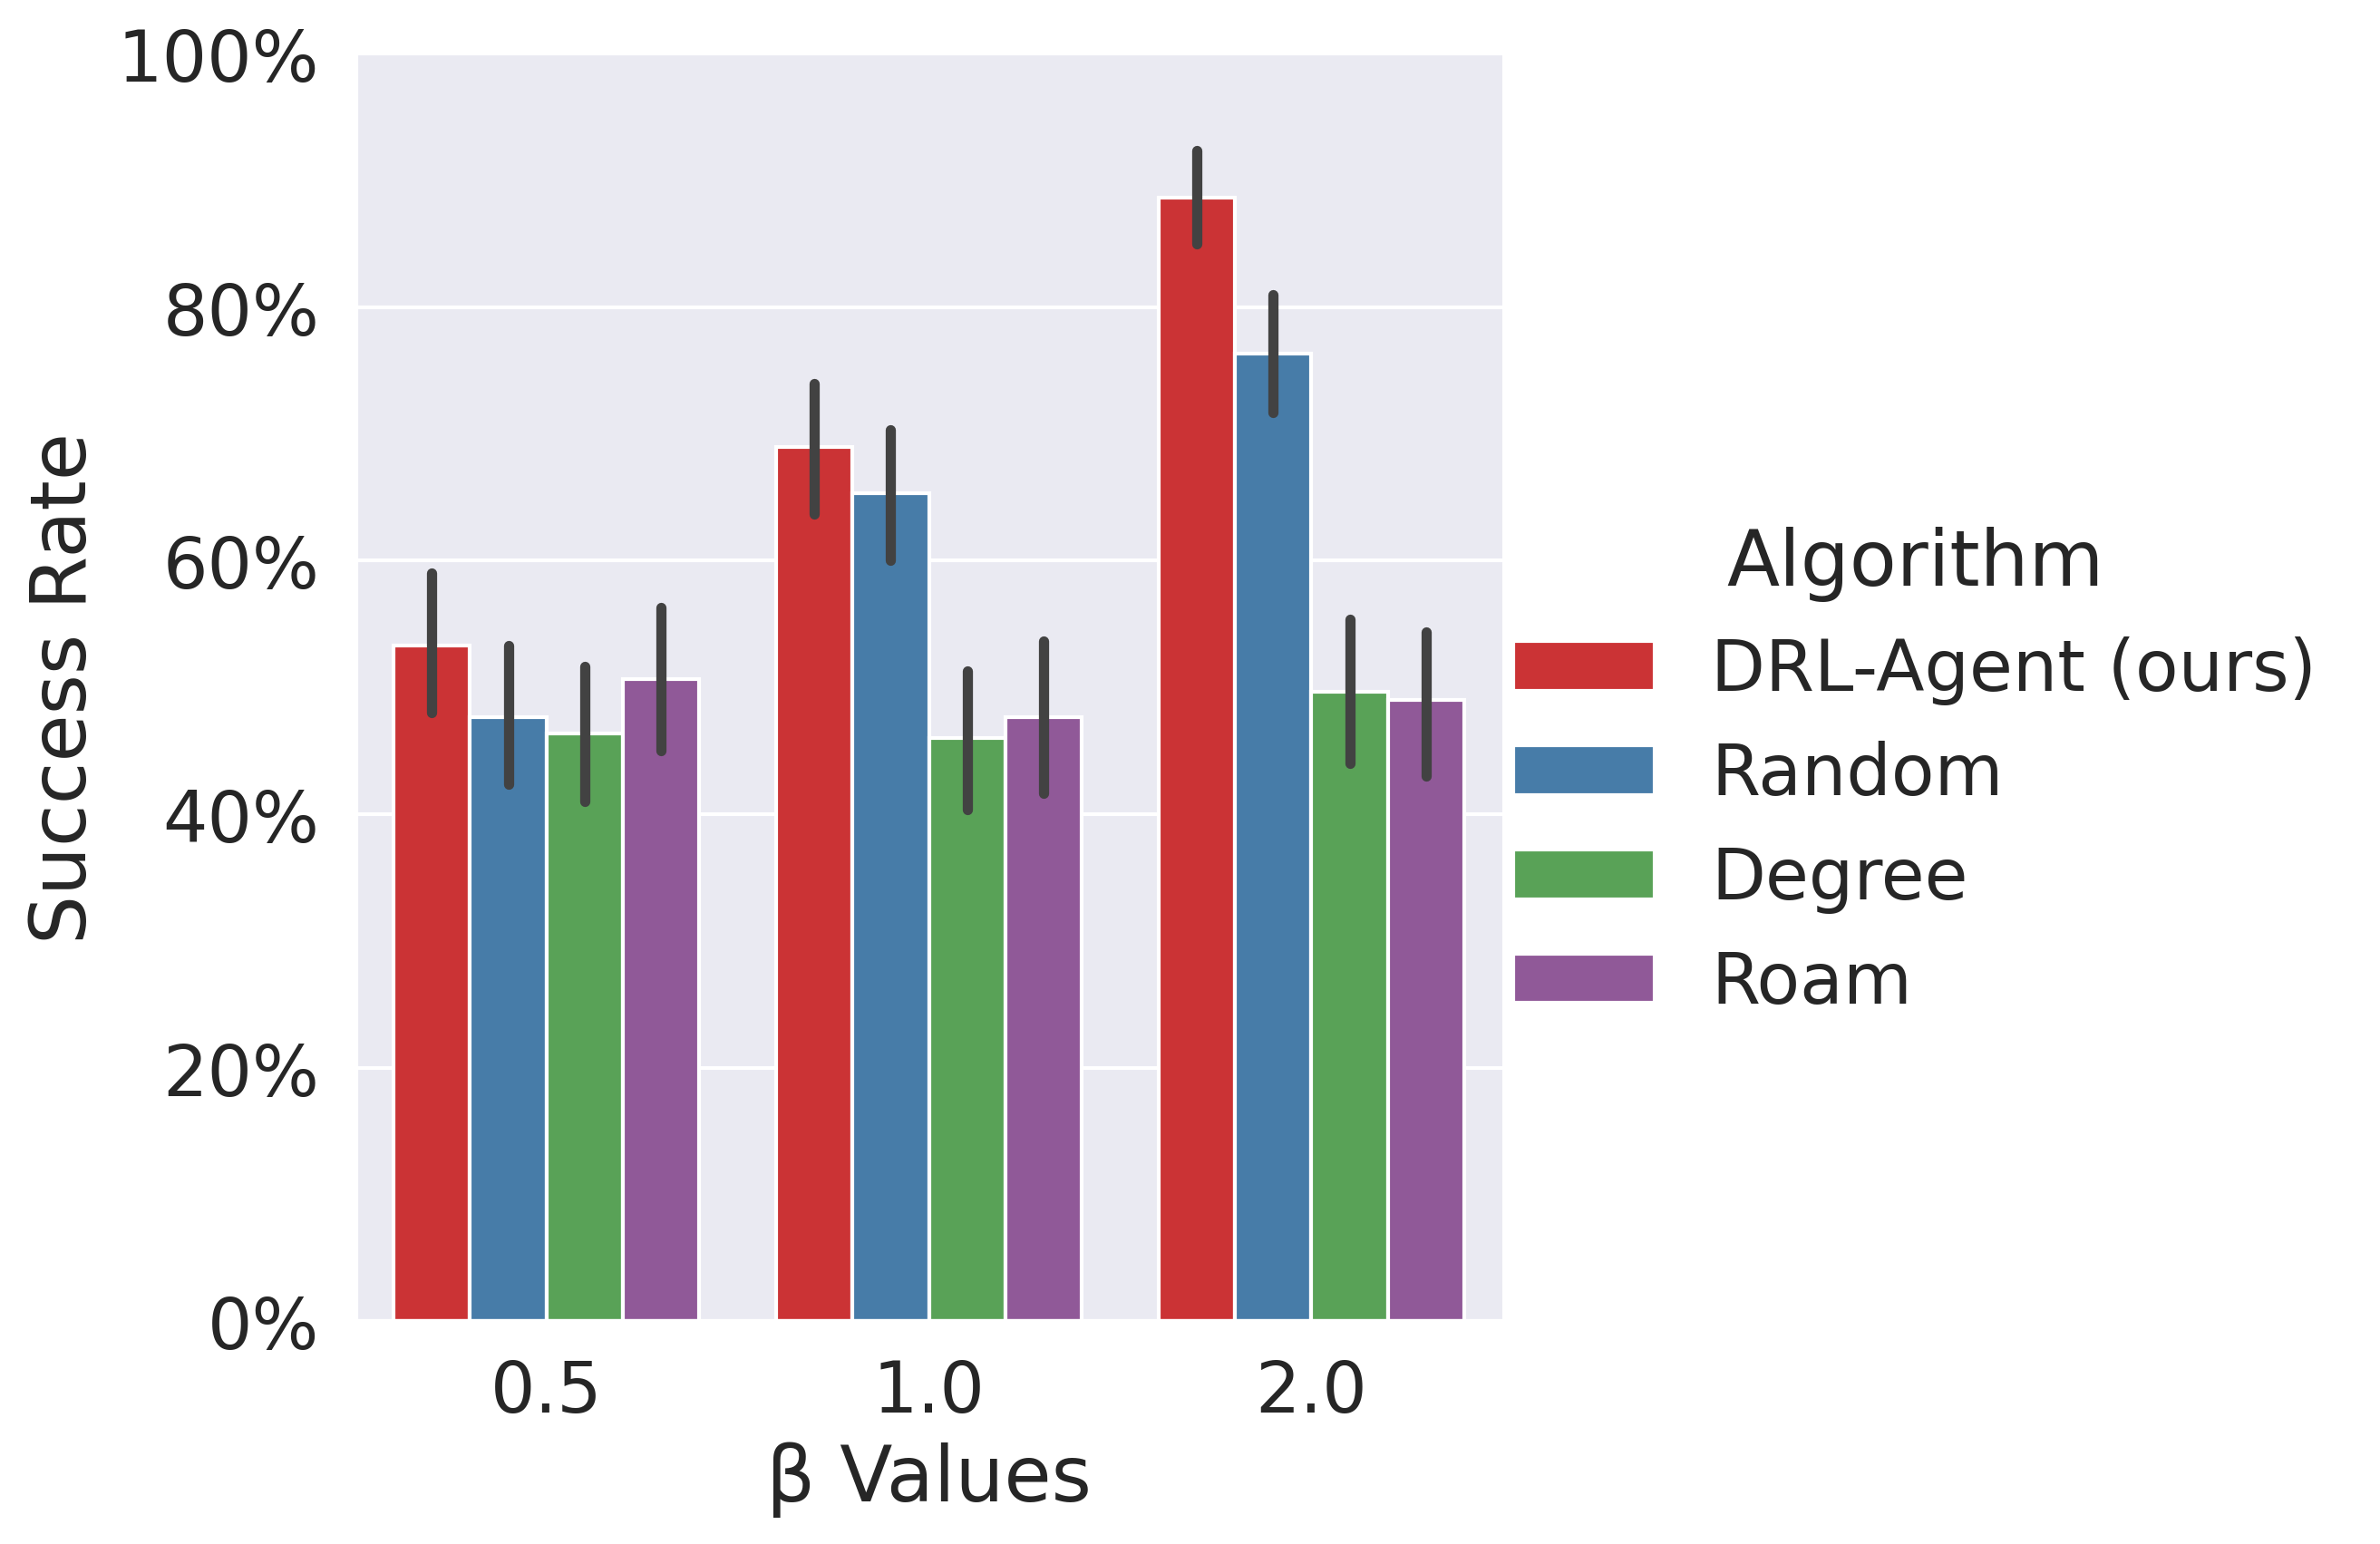 100%
80%
60%
40%
20%
0%
Success Rate
0.5 1.0 2.0
β Values
Algorithm
DRL-Agent (ours)
Random
Degree
Roam